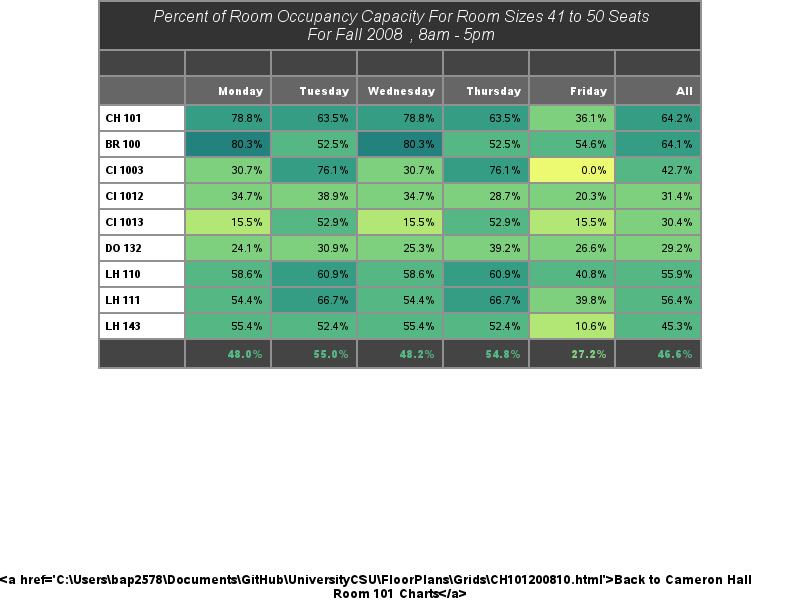 Percent of Room Occupancy Capacity For Room Sizes 41 to 50 Seats
For Fall 2008 , 8am - 5pm
Monday Tuesday Wednesday Thursday Friday All
CH 101 78.8% 63.5% 78.8% 63.5% 36.1% 64.2%
BR 100 80.3% 52.5% 80.3% 52.5% 54.6% 64.1%
CI 1003 30.7% 76.1% 30.7% 76.1% 0.0% 42.7%
CI 1012 34.7% 38.9% 34.7% 28.7% 20.3% 31.4%
CI 1013 15.5% 52.9% 15.5% 52.9% 15.5% 30.4%
DO 132 24.1% 30.9% 25.3% 39.2% 26.6% 29.2%
LH 110 58.6% 60.9% 58.6% 60.9% 40.8% 55.9%
LH 111 54.4% 66.7% 54.4% 66.7% 39.8% 56.4%
LH 143 55.4% 52.4% 55.4% 52.4% 10.6% 45.3%
48.0% 55.0% 48.2% 54.8% 27.2% 46.6%
<a href='C:\Users\bap2578\Documents\GitHub\UniversityCSU\FloorPlans\Grids\CH101200810.html'>Back to Cameron Hall
Room 101 Charts</a>